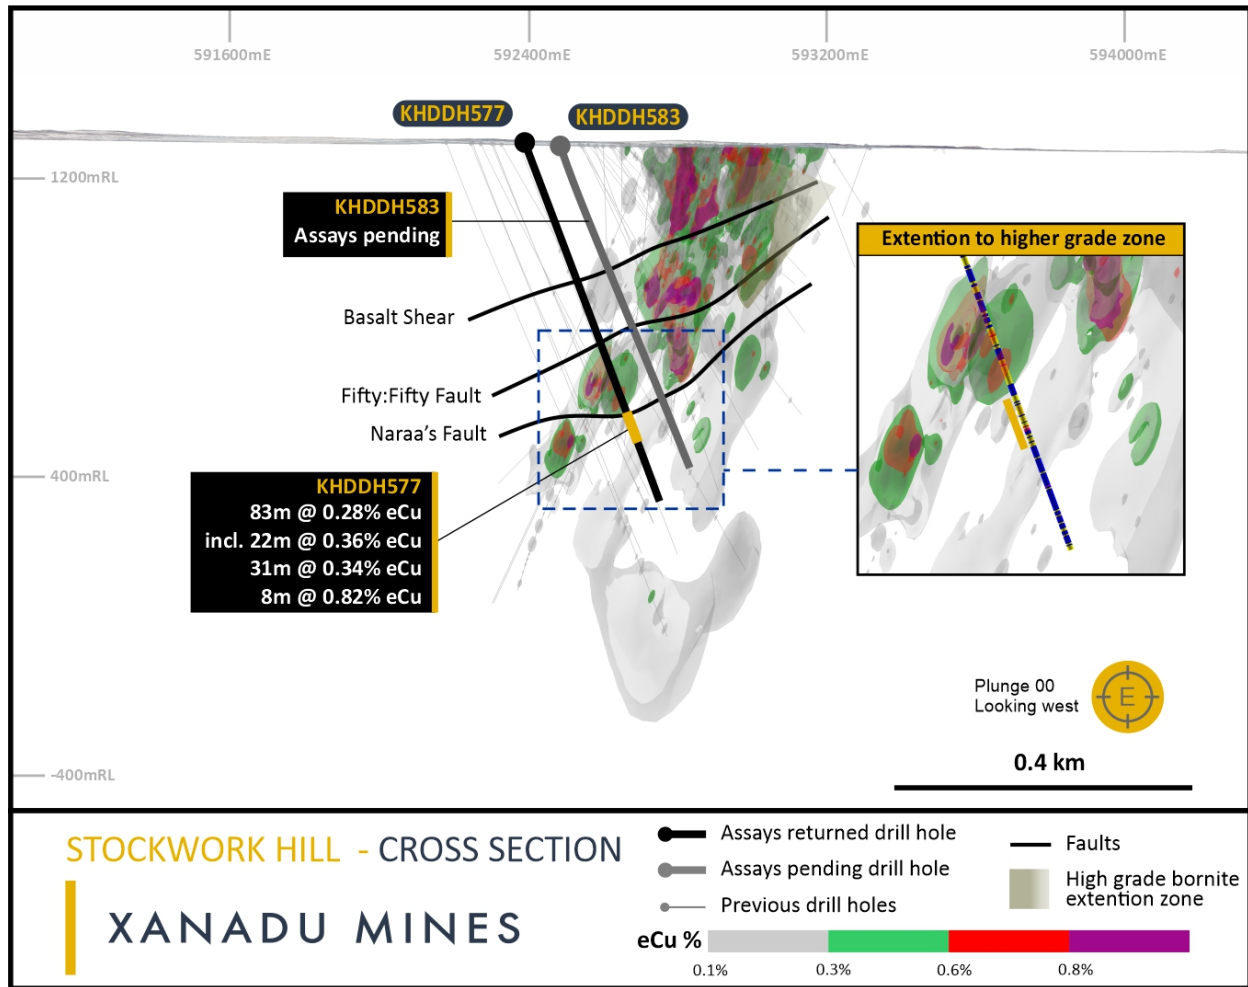 591600mE
592400mE
593200mE
594000mE
KHDDH577
KHDDH583
1200mRL
KHDDH583
Assays pending
Extention to higher grade zone
Basalt Shear
Fifty:Fifty Fault
Naraa's Fault
400mRL
KHDDH577
83m @ 0.28% eCu
incl. 22m @ 0.36% eCu
31m @ 0.34% eCu
8m @ 0.82% eCu
Plunge 00
Looking west
E
0.4 km
-400mRL
STOCKWORK HILL - CROSS SECTION
XANADU MINES
Assays returned drill hole
Assays pending drill hole
Previous drill holes
Faults
High grade bornite
extention zone
eCu %
0.1%
0.3%
0.6%
0.8%